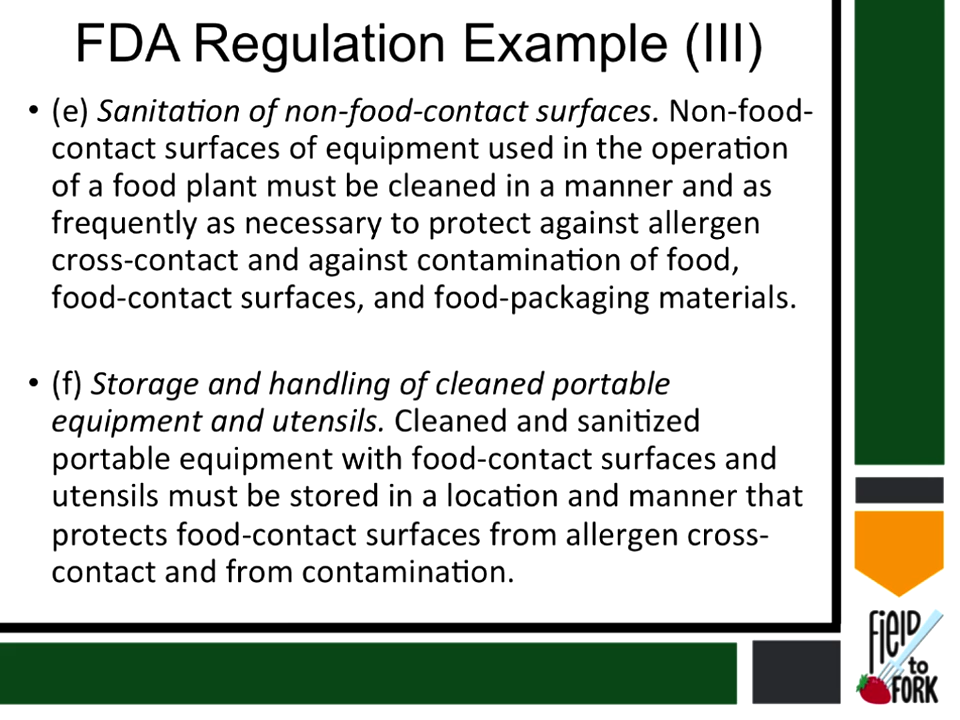 FDA Regulation Example (III)
• (e) Sanitation of non-food-contact surfaces. Non-food-
contact surfaces of equipment used in the operation
of a food plant must be cleaned in a manner and as
frequently as necessary to protect against allergen
cross-contact and against contamination of food,
food-contact surfaces, and food-packaging materials.
• (f) Storage and handling of cleaned portable
equipment and utensils. Cleaned and sanitized
portable equipment with food-contact surfaces and
utensils must be stored in a location and manner that
protects food-contact surfaces from allergen cross-
contact and from contamination.
FiElD
to
FORK